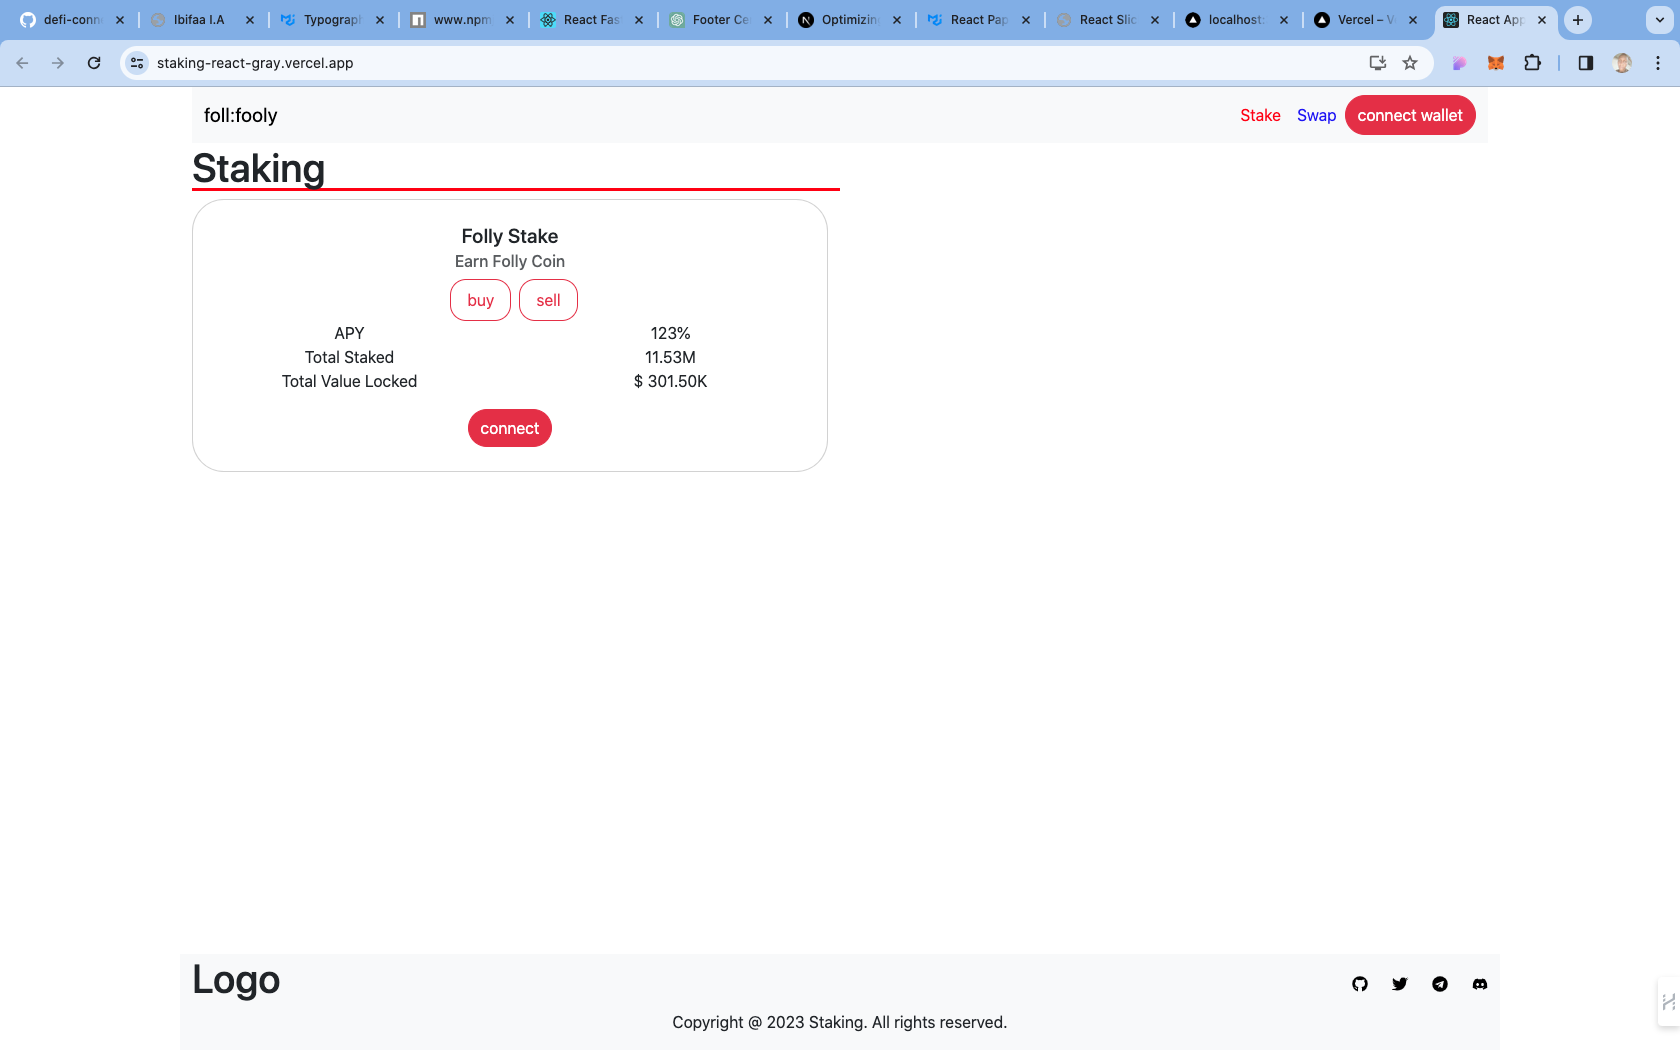 defi-conn
Ibifaa I.A
Typograph
www.npm
React Fas
Footer Ce
Optimizin
React Pap
React Slic
localhost:
Vercel – V
React App
staking-react-gray.vercel.app
foll:fooly
Stake Swap connect wallet
Staking
Folly Stake
Earn Folly Coin
buy sell
APY 123%
Total Staked 11.53M
Total Value Locked $ 301.50K
connect
Logo
Copyright @ 2023 Staking. All rights reserved.